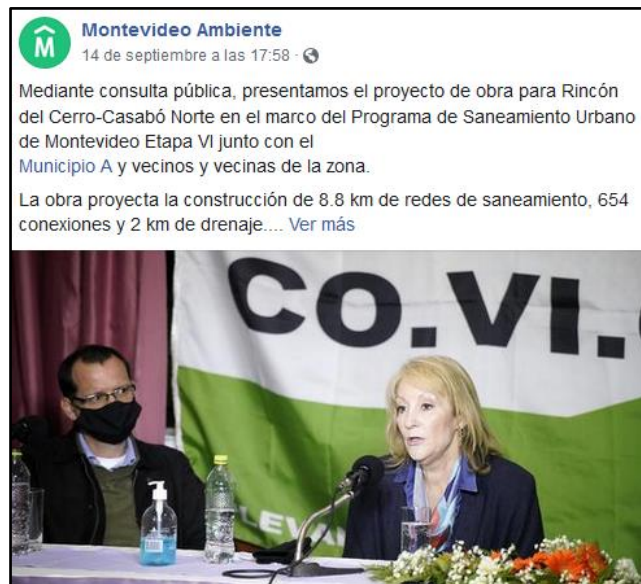 Montevideo Ambiente
14 de septiembre a las 17:58 ·
Mediante consulta pública, presentamos el proyecto de obra para Rincón
del Cerro-Casabó Norte en el marco del Programa de Saneamiento Urbano
de Montevideo Etapa VI junto con el
Municipio A y vecinos y vecinas de la zona.
La obra proyecta la construcción de 8.8 km de redes de saneamiento, 654
conexiones y 2 km de drenaje.... Ver más
CO.VI.